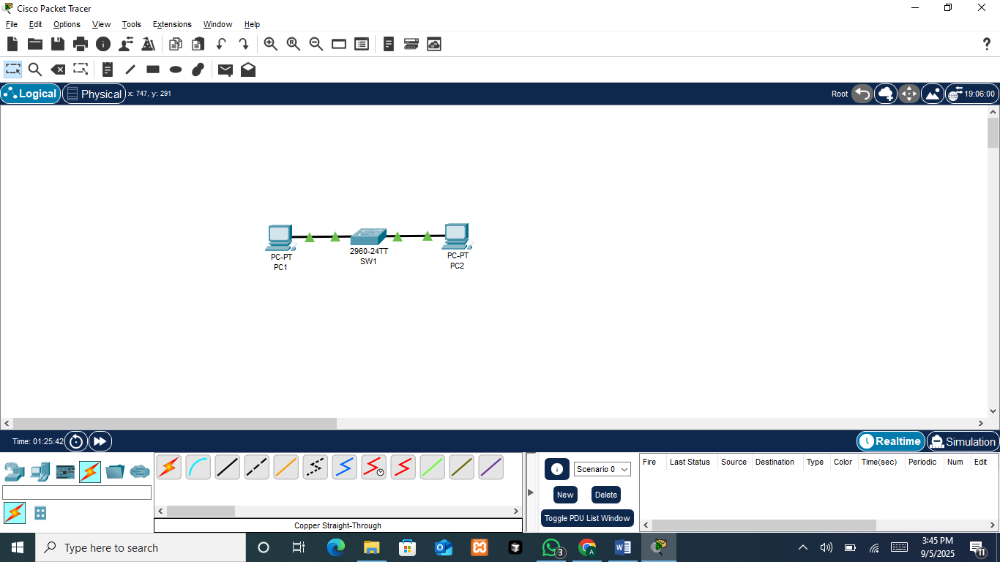 Cisco Packet Tracer
File Edit Options View Tools Extensions Window Help
?
Logical Physical x: 747, y: 291 Root 19:06:00
PC-PT
PC1
2960-24TT
SW1
PC-PT
PC2
Time: 01:25:42 Realtime Simulation
Scenario 0
New Delete
Toggle PDU List Window
Fire Last Status Source Destination Type Color Time(sec) Periodic Num Edit
Copper Straight-Through
Type here to search
3
3:45 PM
9/5/2025
11